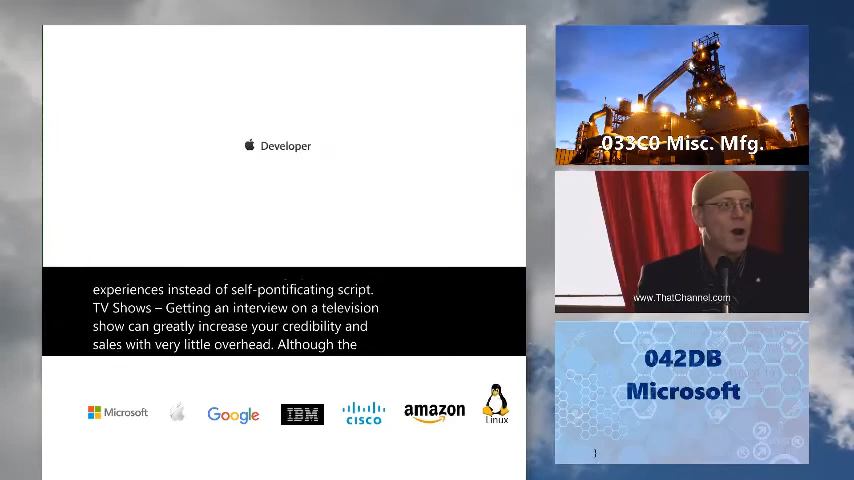 Developer
experiences instead of self-pontificating script.
TV Shows – Getting an interview on a television
show can greatly increase your credibility and
sales with very little overhead. Although the
Microsoft
Google
IBM
CISCO
amazon
Linux
033C0 Misc. Mfg.
www.ThatChannel.com
042DB
Microsoft
}